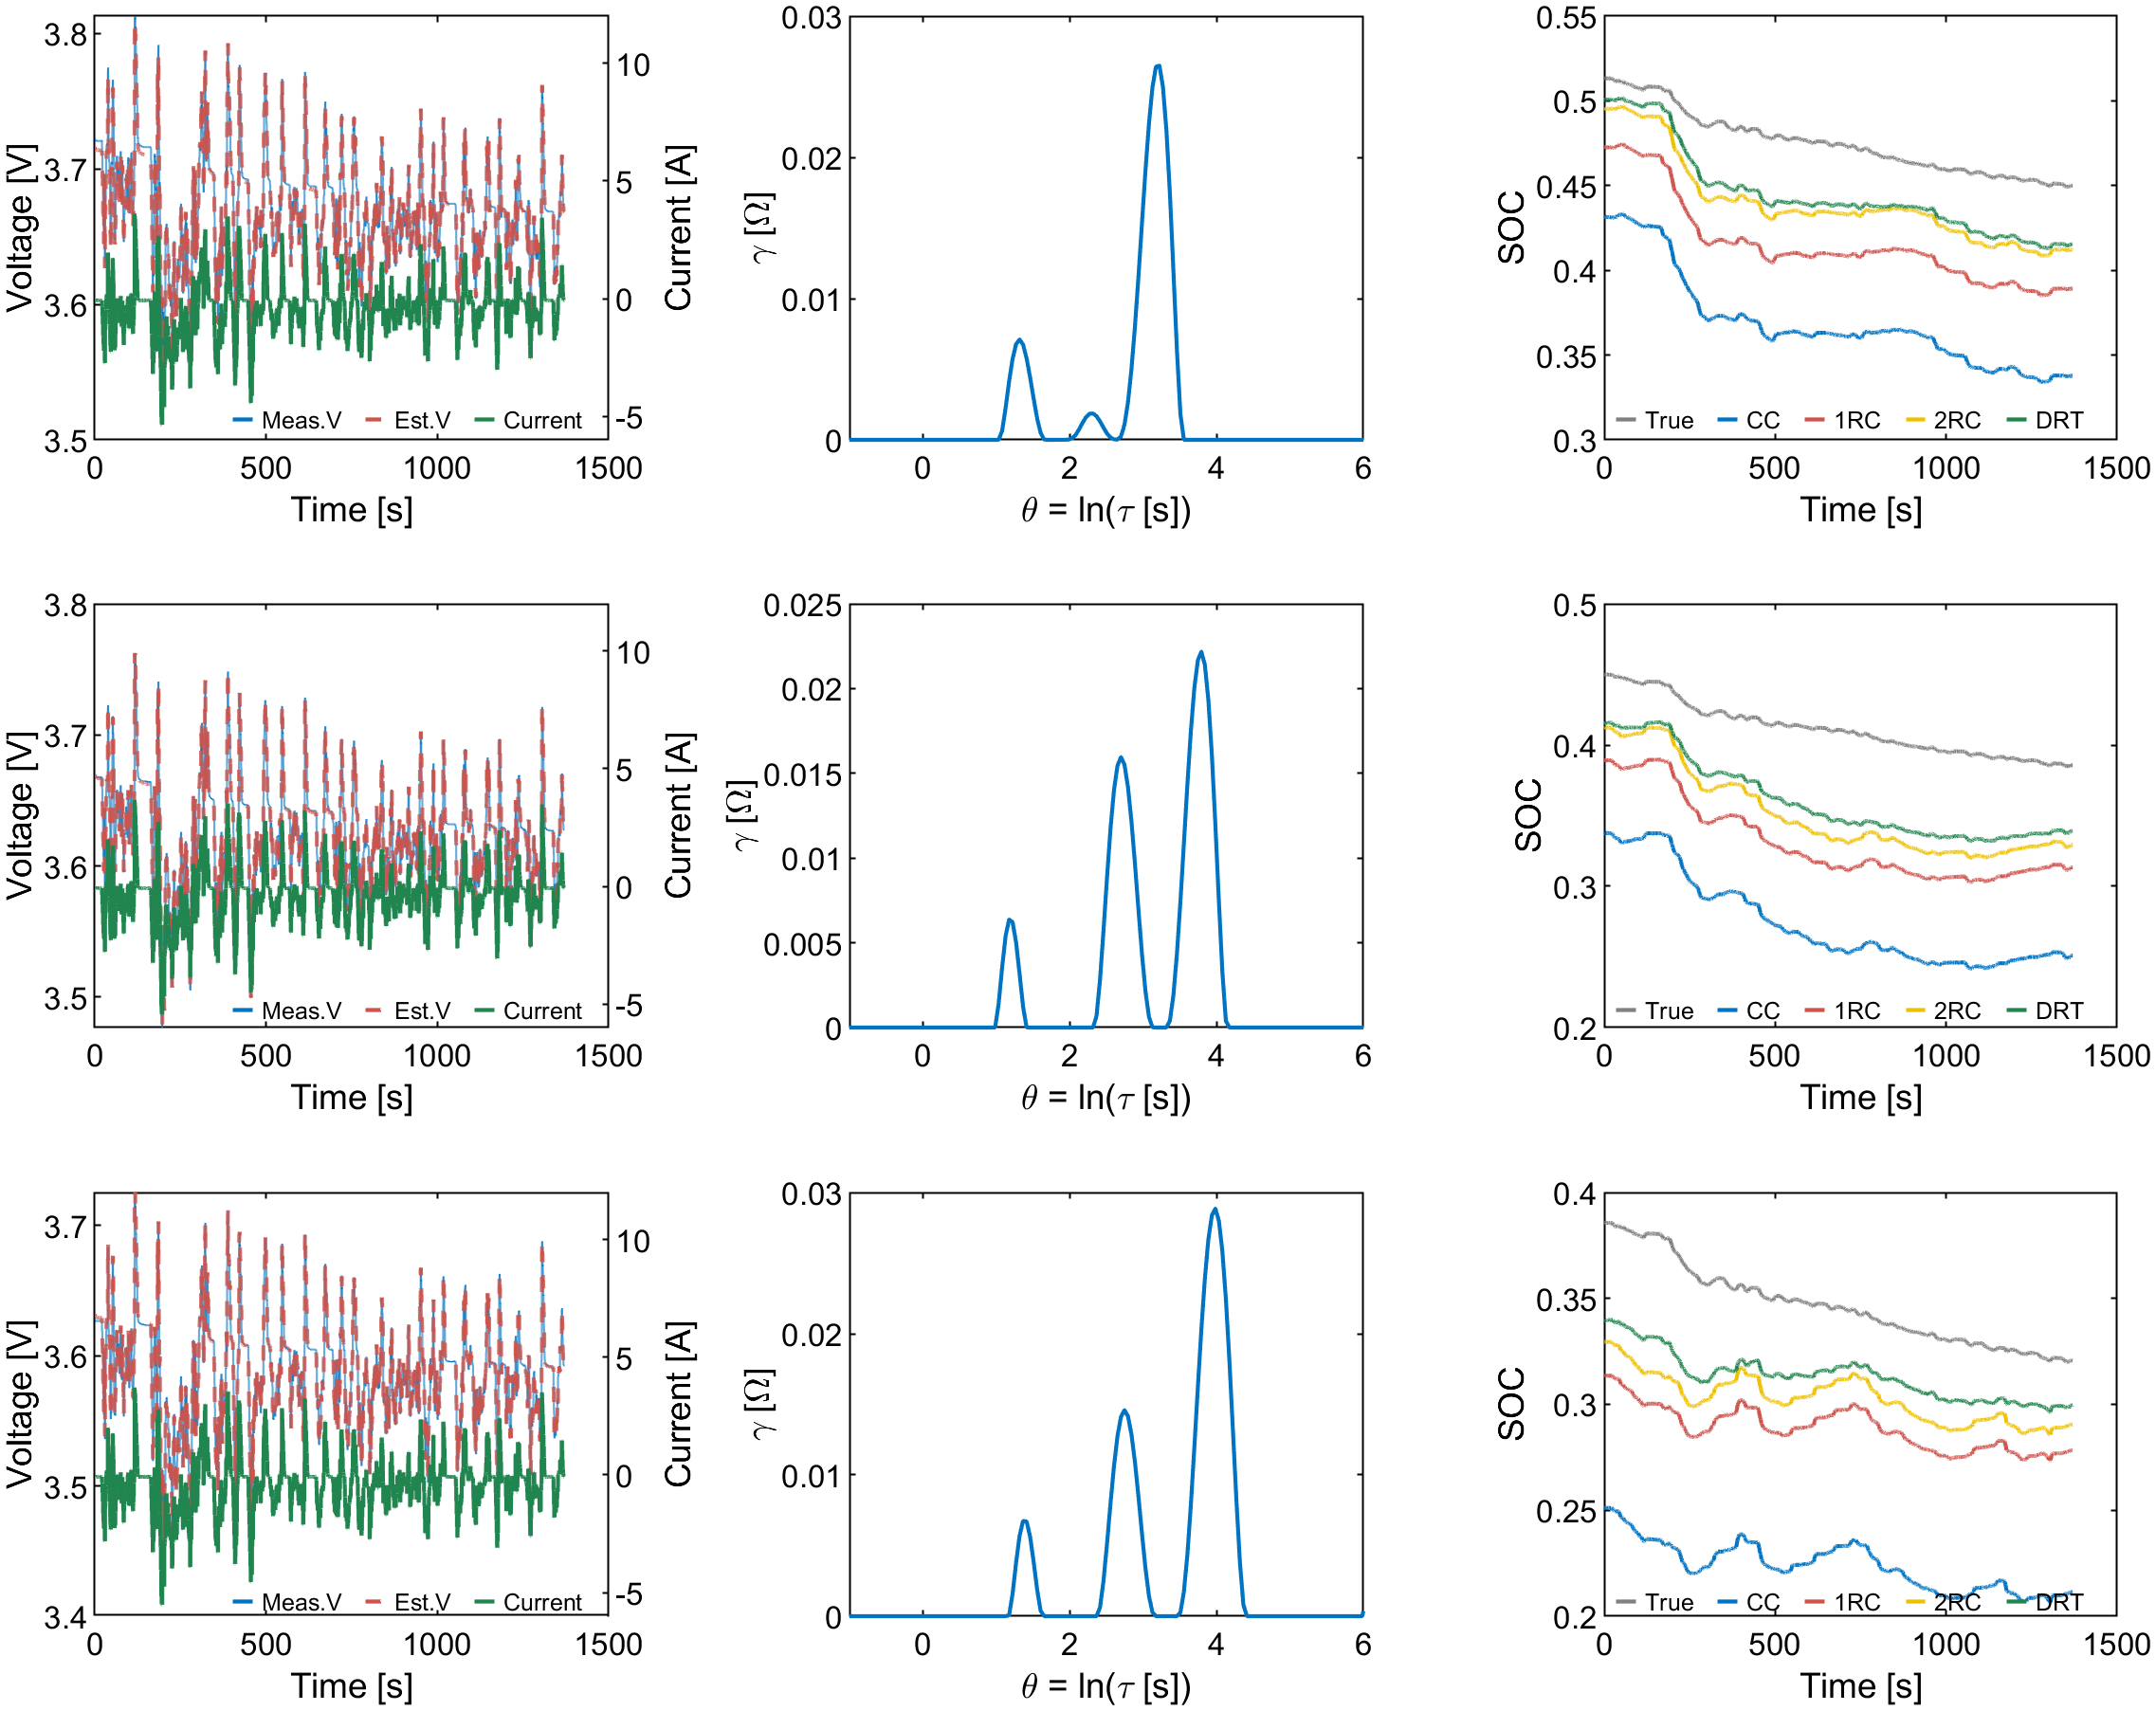 3.8
3.7
3.6
3.5
Voltage [V]
10
5
0
-5
Current [A]
Meas.V Est.V Current
0 500 1000 1500
Time [s]
0.03
0.02
0.01
0
γ [Ω]
0 2 4 6
θ = ln(τ [s])
0.55
0.5
0.45
0.4
0.35
0.3
SOC
True CC 1RC 2RC DRT
0 500 1000 1500
Time [s]
3.8
3.7
3.6
3.5
Voltage [V]
10
5
0
-5
Current [A]
Meas.V Est.V Current
0 500 1000 1500
Time [s]
0.025
0.02
0.015
0.01
0.005
0
γ [Ω]
0 2 4 6
θ = ln(τ [s])
0.5
0.4
0.3
0.2
SOC
True CC 1RC 2RC DRT
0 500 1000 1500
Time [s]
3.7
3.6
3.5
3.4
Voltage [V]
10
5
0
-5
Current [A]
Meas.V Est.V Current
0 500 1000 1500
Time [s]
0.03
0.02
0.01
0
γ [Ω]
0 2 4 6
θ = ln(τ [s])
0.4
0.35
0.3
0.25
0.2
SOC
True CC 1RC 2RC DRT
0 500 1000 1500
Time [s]